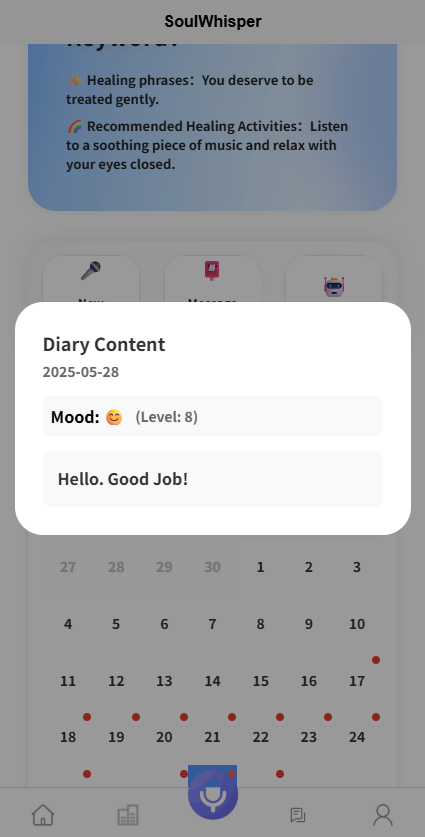 SoulWhisper
Keyword:
Healing phrases：You deserve to be
treated gently.
Recommended Healing Activities：Listen
to a soothing piece of music and relax with
your eyes closed.
Diary Content
2025-05-28
Mood: 😊 (Level: 8)
Hello. Good Job!
27 28 29 30 1 2 3
4 5 6 7 8 9 10
11 12 13 14 15 16 17
18 19 20 21 22 23 24